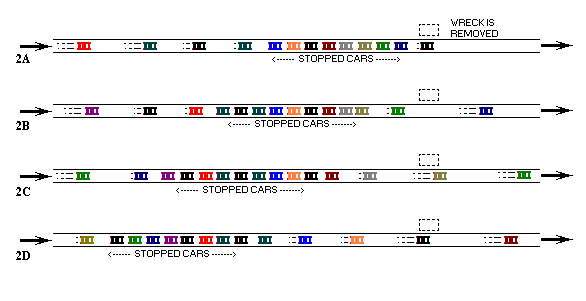 WRECK IS
REMOVED
2A
<---------- STOPPED CARS ------->
2B
<----- STOPPED CARS ------>
2C
<------ STOPPED CARS ------>
2D
<------ STOPPED CARS ------>